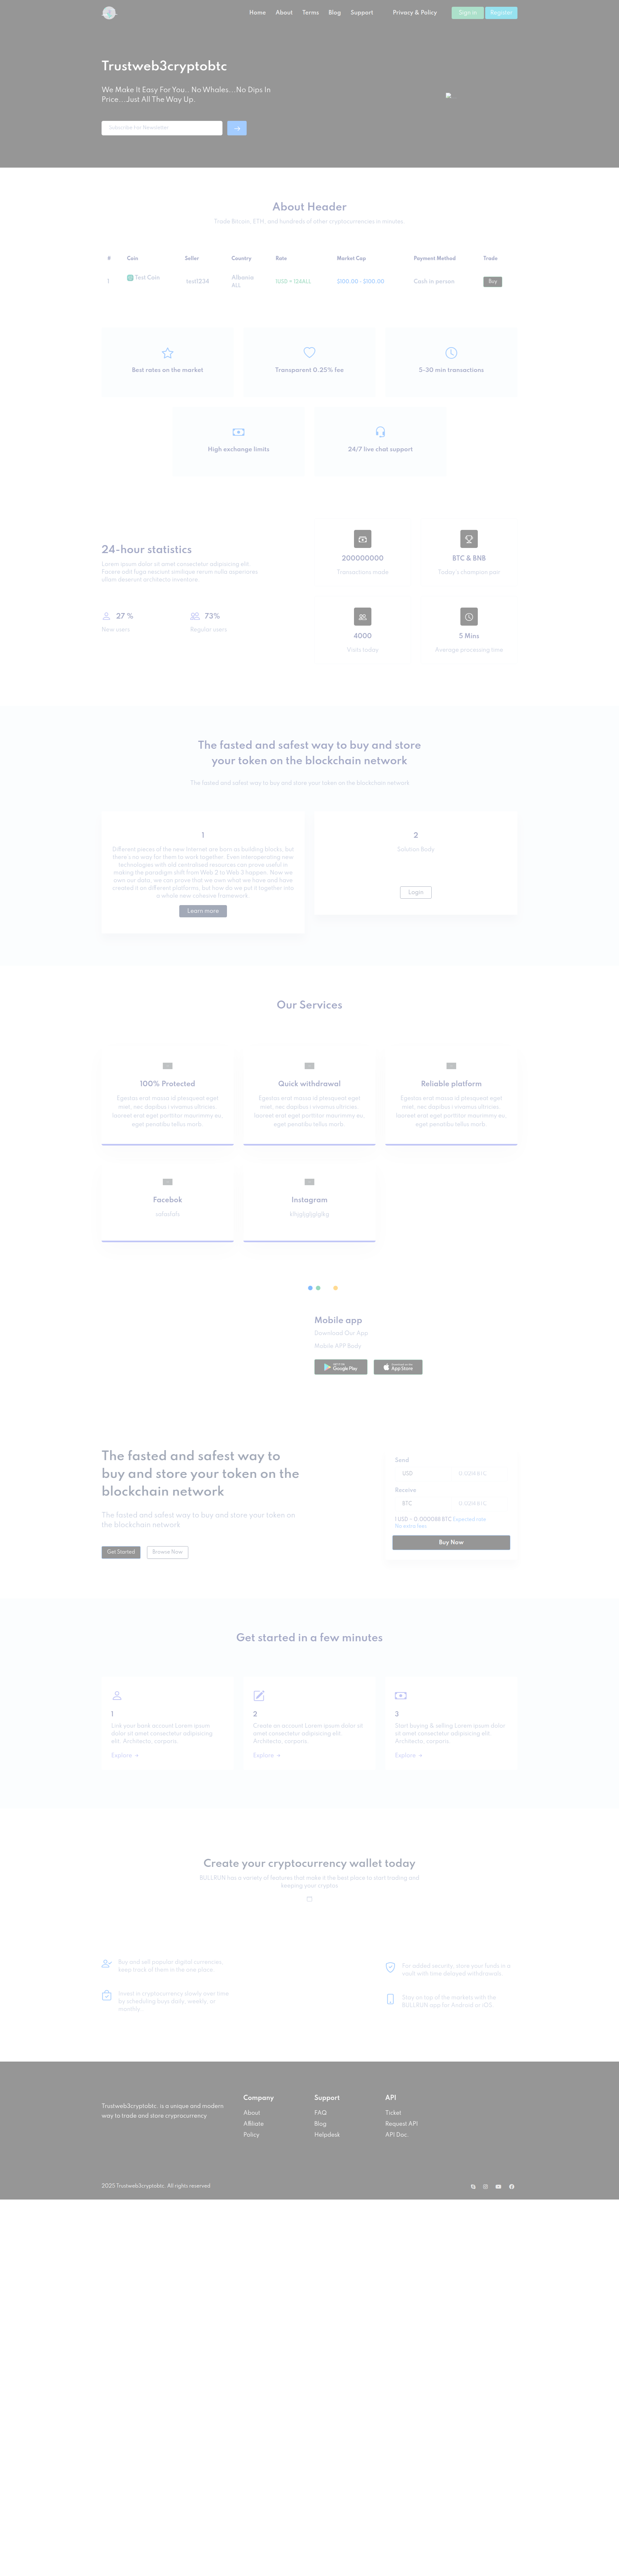 Home About Terms Blog Support Privacy & Policy Sign in Register
Trustweb3cryptobtc
We Make It Easy For You.. No Whales...No Dips In
Price....Just All The Way Up.
Subscribe For Newsletter
About Header
Trade Bitcoin, ETH, and hundreds of other cryptocurrencies in minutes.
# Coin Seller Country Rate Market Cap Payment Method Trade
1 Test Coin test1234 Albania 1USD = 124ALL $100.00 - $100.00 Cash in person Buy
ALL
Best rates on the market
Transparent 0.25% fee
5-30 min transactions
High exchange limits
24/7 live chat support
24-hour statistics
Lorem ipsum dolor sit amet consectetur adipisicing elit.
Facere odit fuga nesciunt similique rerum nulla asperiores
ullam deserunt architecto inventore.
27 %
New users
73%
Regular users
200000000
Transactions made
BTC & BNB
Today's champion pair
4000
Visits today
5 Mins
Average processing time
The fasted and safest way to buy and store
your token on the blockchain network
The fasted and safest way to buy and store your token on the blockchain network
1
Different pieces of the new Internet are born as building blocks, but
there's no way for them to work together. Even interoperating new
technologies with old centralized resources can prove useful in
making the paradigm shift from Web 2 to Web 3 happen. Now we
own our data, we can prove that we own what we have and we have
created it on different platforms, but how do we put it together into
a whole new cohesive framework
Learn more
2
Solution Body
Login
Our Services
100% Protected
Egestas erat massa id piesqueat eget
maet, nec dapibus i vivamus ultricies
laoreet erat eget porttitor maurimmy eu,
eget penatibu tellus morb.
Quick withdrawal
Egestas erat massa id piesqueat eget
maet, nec dapibus i vivamus ultricies
laoreet erat eget porttitor maurimmy eu,
eget penatibu tellus morb.
Reliable platform
Egestas erat massa id piesqueat eget
maet, nec dapibus i vivamus ultricies
laoreet erat eget porttitor maurimmy eu,
eget penatibu tellus morb.
Facebok
Instagram
Mobile app
Download Our App
Mobile APP Body
Google Play
App Store
The fasted and safest way to
buy and store your token on the
blockchain network
The fasted and safest way to buy and store your token on
the blockchain network
Get Started Browse Now
Send
USD
Receive
BTC
1 USD ~ 0.000088 BTC Expected rate
No extra fees
Buy Now
Get started in a few minutes
1
Link your bank account Lorem ipsum
dolor sit amet consectetur adipisicing
elit. Architecto, corporis.
Explore
2
Create an account Lorem ipsum dolor sit
amet consectetur adipisicing elit.
Architecto, corporis.
Explore
3
Start buying & selling Lorem ipsum dolor
sit amet consectetur adipisicing elit.
Architecto, corporis.
Explore
Create your cryptocurrency wallet today
BULLRUN has a variety of features that make it the best place to start trading and
keeping your cryptos
Buy and sell popular digital currencies,
keep track of them in the one place.
Invest in cryptocurrency slowly over time
by scheduling buys daily, weekly, or
monthly.
For added security, store your funds in a
vault with time delayed withdrawals.
Stay on top of the markets with the
BULLRUN app for Android or iOS.
Trustweb3cryptobtc: is a unique and modern
way to trade and store crypriocurrency
Company
About
Affliate
Policy
Support
FAQ
Blog
Helpdesk
API
Ticket
Request API
API Doc
2025 Trustweb3cryptobtc. All rights reserved